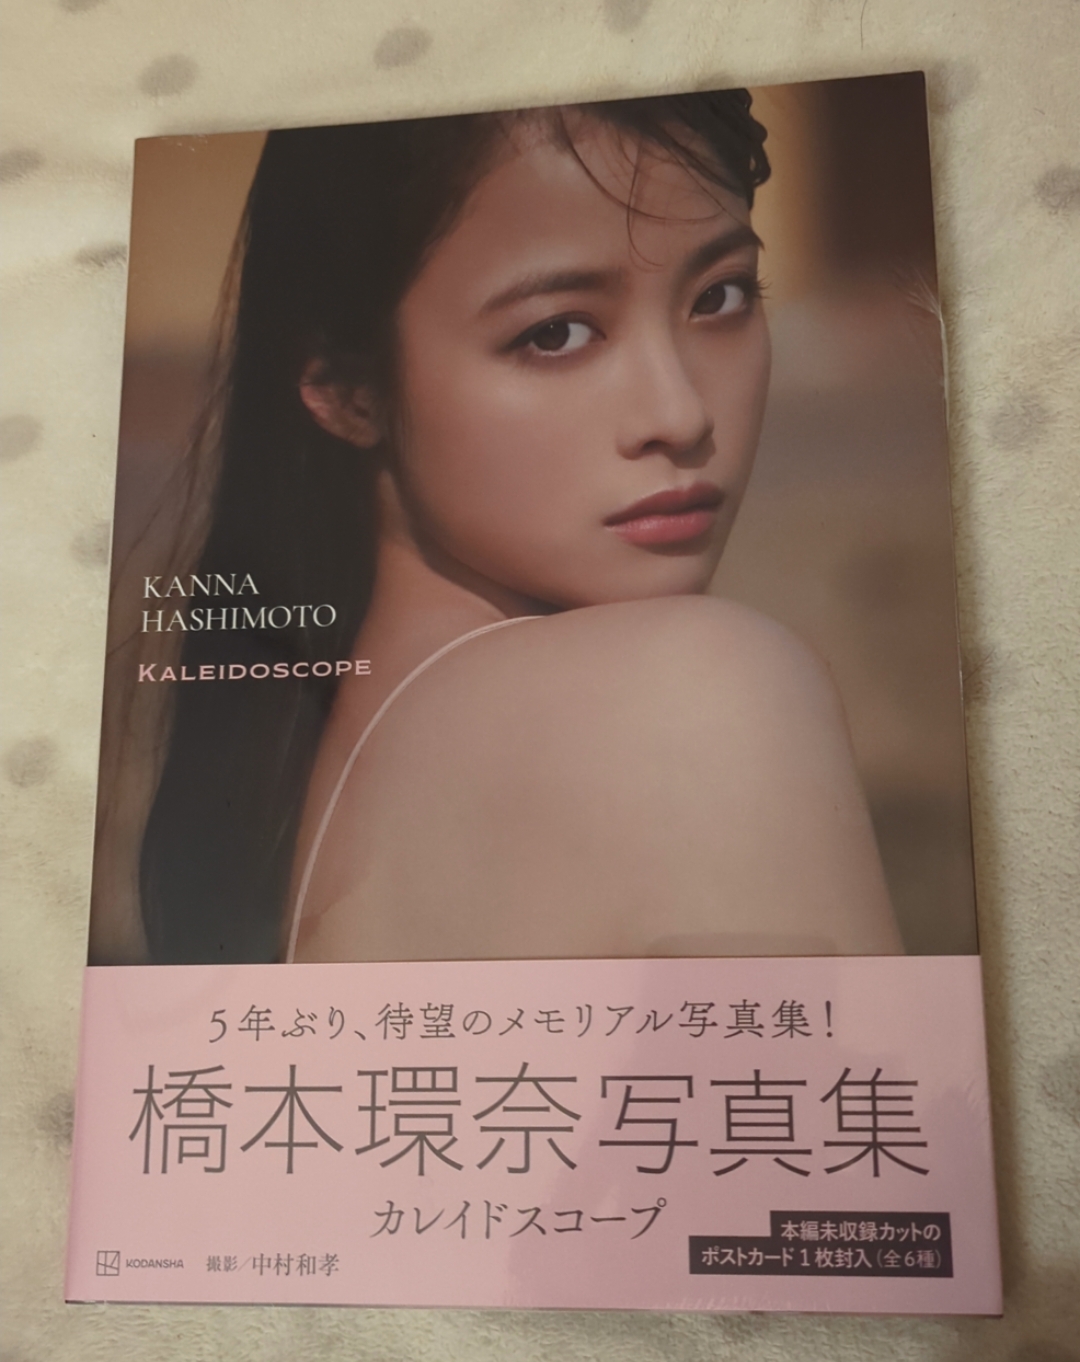 KANNA
HASHIMOTO
KALEIDOSCOPE
5年ぶり、待望のメモリアル写真集!
橋本環奈写真集
カレイドスコープ
本編未収録カットの
ポストカード1枚封入(全6種)
KODANSHA 撮影/中村和孝